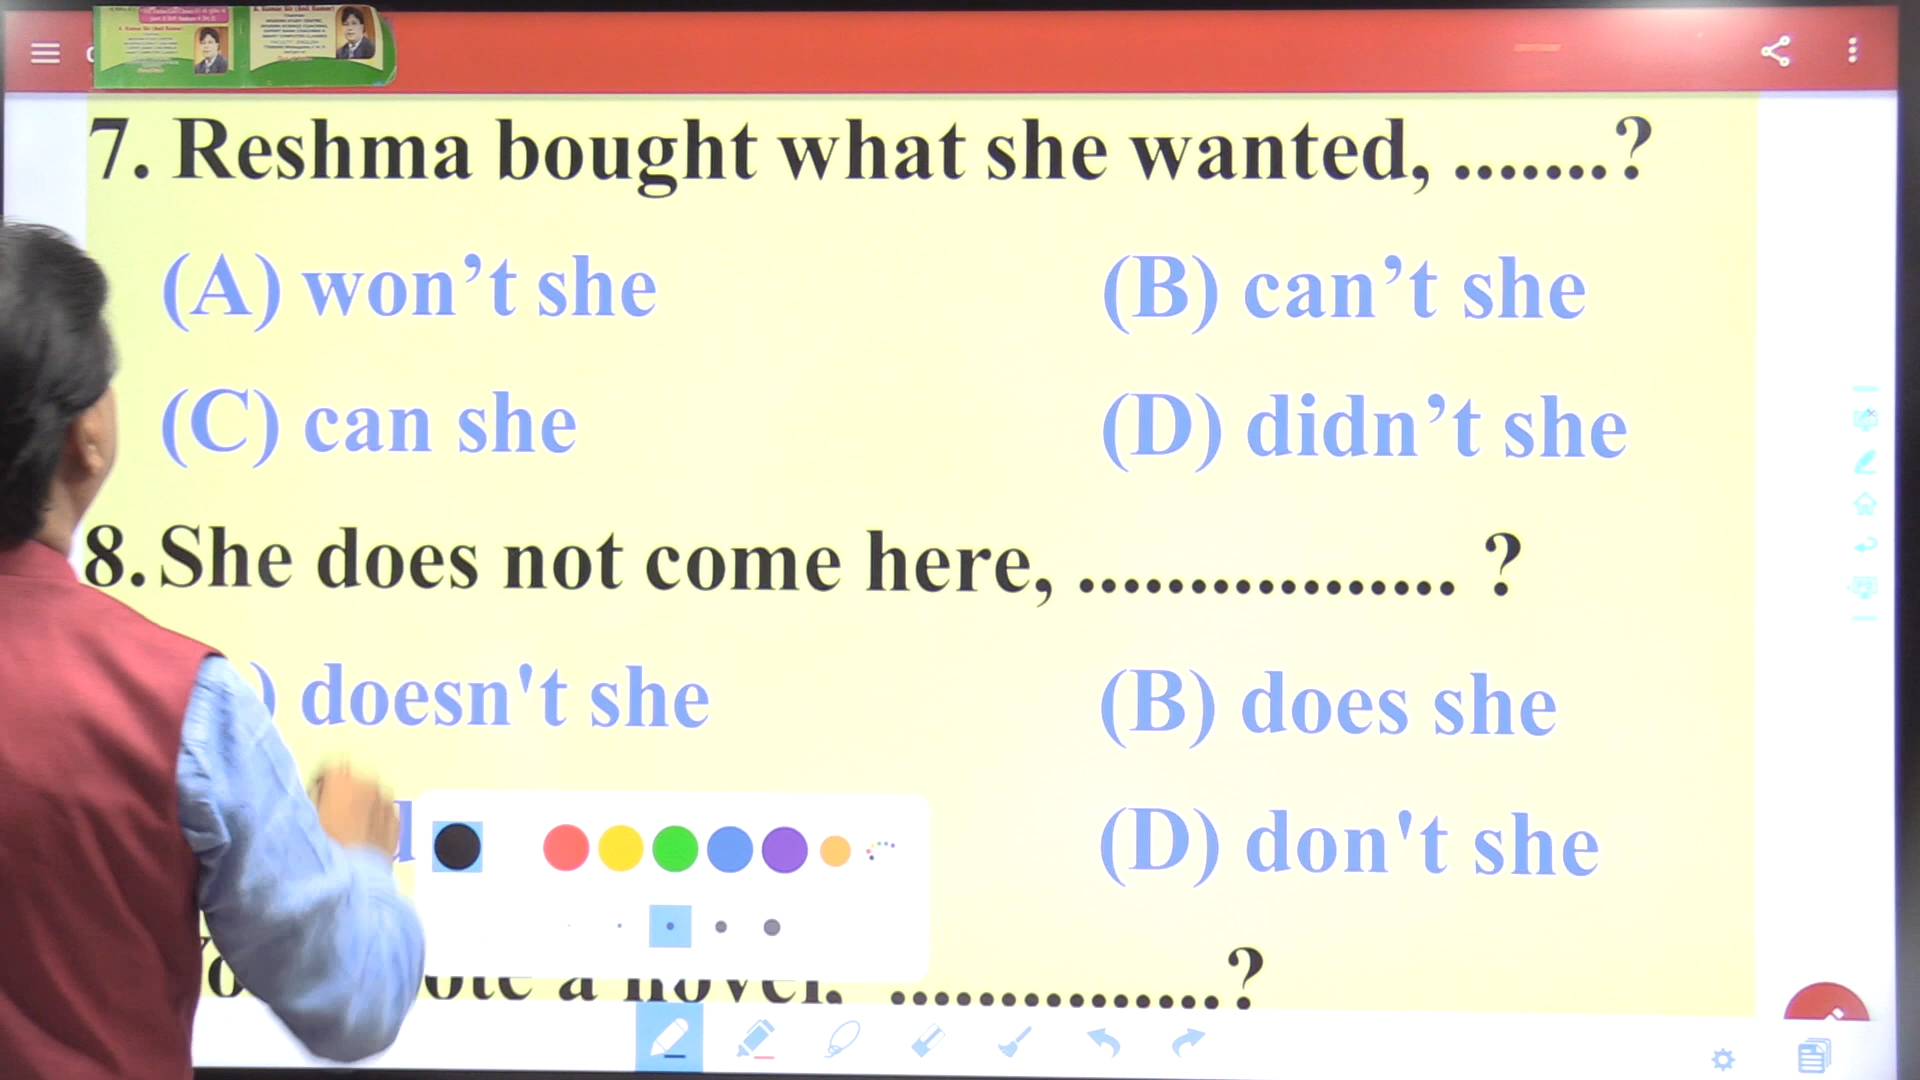 7. Reshma bought what she wanted, .......?
(A) won’t she (B) can’t she
(C) can she (D) didn’t she
8. She does not come here, ................. ?
) doesn't she (B) does she
(D) don't she
a novel, ...............?